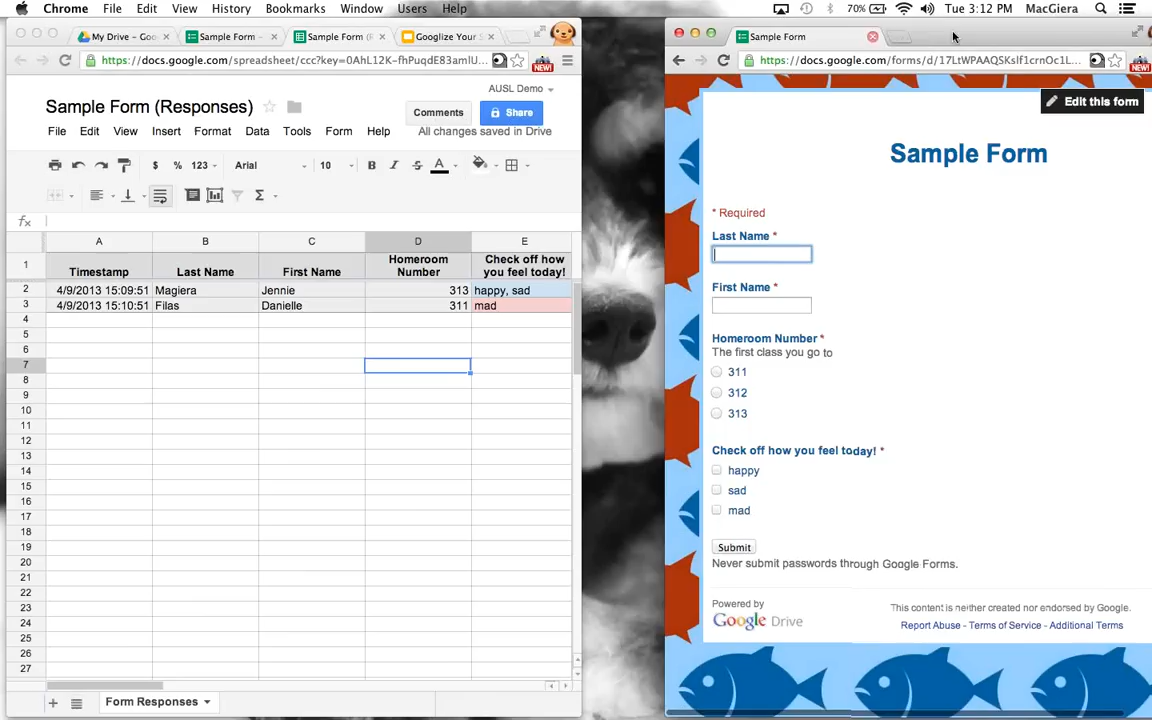 Chrome File Edit View History Bookmarks Window Users Help 70% Tue 3:12 PM MacGiera
My Drive – Goo
Sample Form –
Sample Form (R
Googlize Your S
https://docs.google.com/spreadsheet/ccc?key=0AhL12K-fhPuqdE83amlU...
NEW!
AUSL Demo
Sample Form (Responses)
Comments
Share
File Edit View Insert Format Data Tools Form Help All changes saved in Drive
$ % 123 Arial 10 B I S A
Σ
fx
A B C D E
1 Timestamp Last Name First Name Homeroom Number Check off how you feel today!
2 4/9/2013 15:09:51 Magiera Jennie 313 happy, sad
3 4/9/2013 15:10:51 Filas Danielle 311 mad
4
5
6
7
8
9
10
11
12
13
14
15
16
17
18
19
20
21
22
23
24
25
26
27
Form Responses
Sample Form
https://docs.google.com/forms/d/17LtWPAAQSKslf1crnOc1L...
NEW!
Edit this form
Sample Form
* Required
Last Name *
First Name *
Homeroom Number *
The first class you go to
311
312
313
Check off how you feel today! *
happy
sad
mad
Submit
Never submit passwords through Google Forms.
Powered by
Google Drive
This content is neither created nor endorsed by Google.
Report Abuse - Terms of Service - Additional Terms